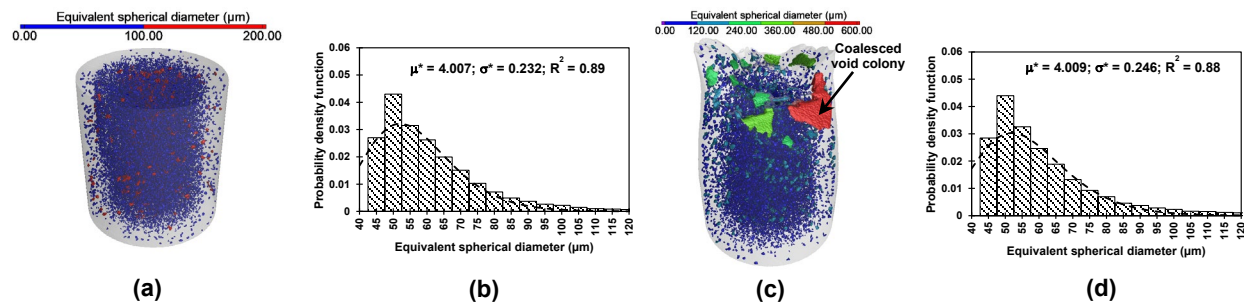 Equivalent spherical diameter (µm)
0.00 100.00 200.00
(a)
0.06
0.05
0.04
0.03
0.02
0.01
0
Probability density function
μ* = 4.007; σ* = 0.232; R² = 0.89
40 45 50 55 60 65 70 75 80 85 90 95 100 105 110 115 120
Equivalent spherical diameter (µm)
(b)
Equivalent spherical diameter (µm)
0.00 120.00 240.00 360.00 480.00 600.00
Coalesced
void colony
(c)
0.06
0.05
0.04
0.03
0.02
0.01
0
Probability density function
μ* = 4.009; σ* = 0.246; R² = 0.88
40 45 50 55 60 65 70 75 80 85 90 95 100 105 110 115 120
Equivalent spherical diameter (µm)
(d)